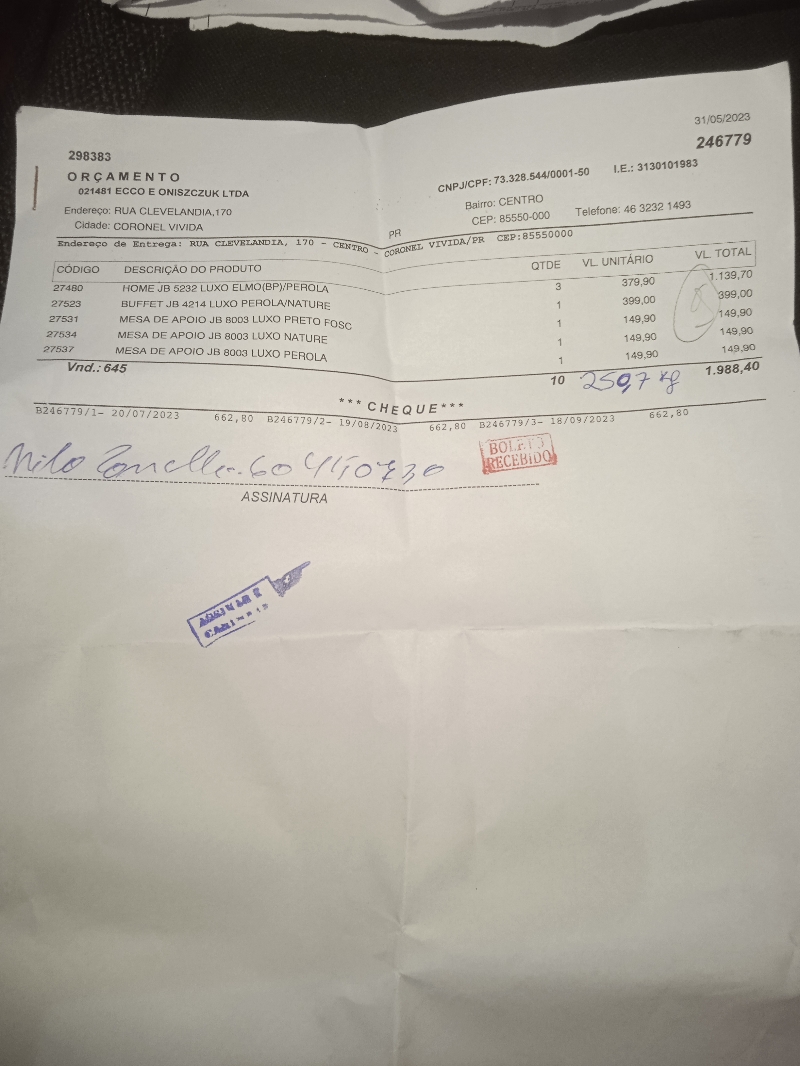 31/05/2023
298383 246779
ORÇAMENTO CNPJ/CPF: 73.328.544/0001-50 I.E.: 3130101983
021481 ECCO E ONISZCZUK LTDA
Endereço: RUA CLEVELANDIA,170 Bairro: CENTRO
Cidade: CORONEL VIVIDA PR CEP: 85550-000 Telefone: 46 3232 1493
Endereço de Entrega: RUA CLEVELANDIA, 170 - CENTRO - CORONEL VIVIDA/PR CEP:85550000
CÓDIGO DESCRIÇÃO DO PRODUTO QTDE VL. UNITÁRIO VL. TOTAL
27480 HOME JB 5232 LUXO ELMO(BP)/PEROLA 3 379,90 1.139,70
27523 BUFFET JB 4214 LUXO PEROLA/NATURE 1 399,00 399,00
27531 MESA DE APOIO JB 8003 LUXO PRETO FOSC 1 149,90 149,90
27534 MESA DE APOIO JB 8003 LUXO NATURE 1 149,90 149,90
27537 MESA DE APOIO JB 8003 LUXO PEROLA 1 149,90 149,90
Vnd.: 645 10 250,7 kg 1.988,40
*** CHEQUE***
B246779/1- 20/07/2023 662,80 B246779/2- 19/08/2023 662,80 B246779/3- 18/09/2023 662,80
BOLETO
RECEBIDO
Nilo
ASSINATURA
ASSINAR E